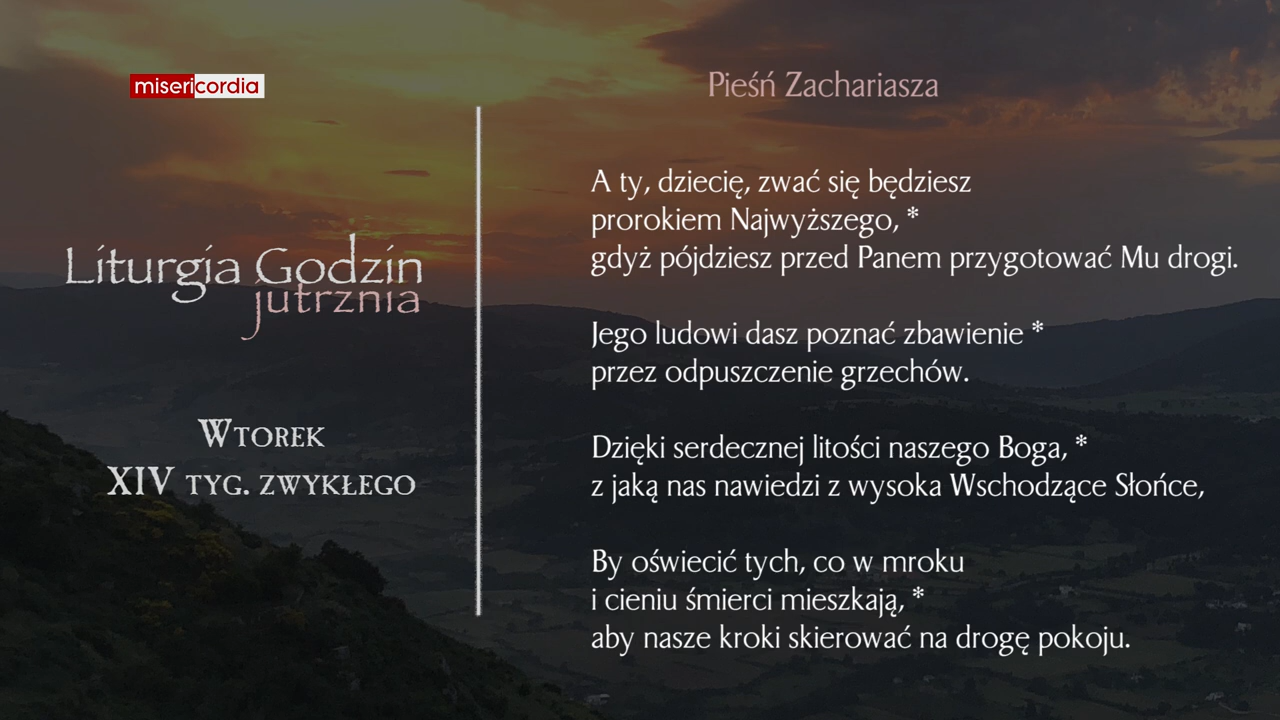 misericordia
Liturgia Godzin
jutrznia
Wtorek
XIV tyg. zwykłego
Pieśń Zachariasza
A ty, dziecię, zwać się będziesz
prorokiem Najwyższego, *
gdyż pójdziesz przed Panem przygotować Mu drogi.
Jego ludowi dasz poznać zbawienie *
przez odpuszczenie grzechów.
Dzięki serdecznej litości naszego Boga, *
z jaką nas nawiedzi z wysoka Wschodzące Słońce,
By oświecić tych, co w mroku
i cieniu śmierci mieszkają, *
aby nasze kroki skierować na drogę pokoju.